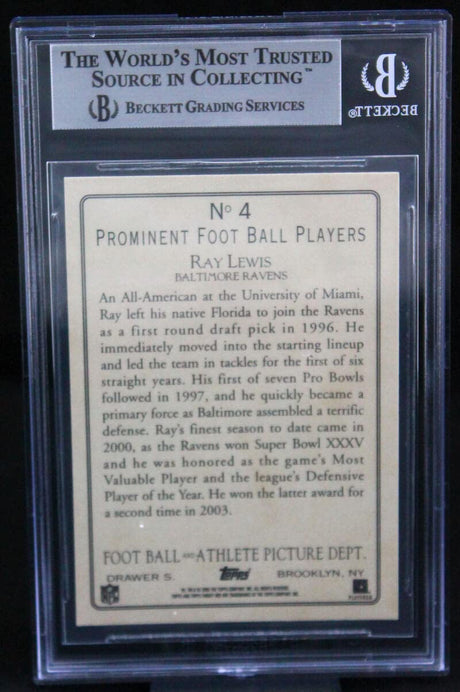 THE WORLD'S MOST TRUSTED
SOURCE IN COLLECTING™
B BECKETT GRADING SERVICES
B
BECKETT®
No 4
PROMINENT FOOT BALL PLAYERS
RAY LEWIS
BALTIMORE RAVENS
An All-American at the University of Miami,
Ray left his native Florida to join the Ravens
as a first round draft pick in 1996. He
immediately moved into the starting lineup
and led the team in tackles for the first of six
straight years. His first of seven Pro Bowls
followed in 1997, and he quickly became a
primary force as Baltimore assembled a terrific
defense. Ray's finest season to date came in
2000, as the Ravens won Super Bowl XXXV
and he was honored as the game's Most
Valuable Player and the league's Defensive
Player of the Year. He won the latter award for
a second time in 2003.
FOOT BALL AND ATHLETE PICTURE DEPT.
DRAWER S. Topps BROOKLYN, NY
NFL
PLAYERS